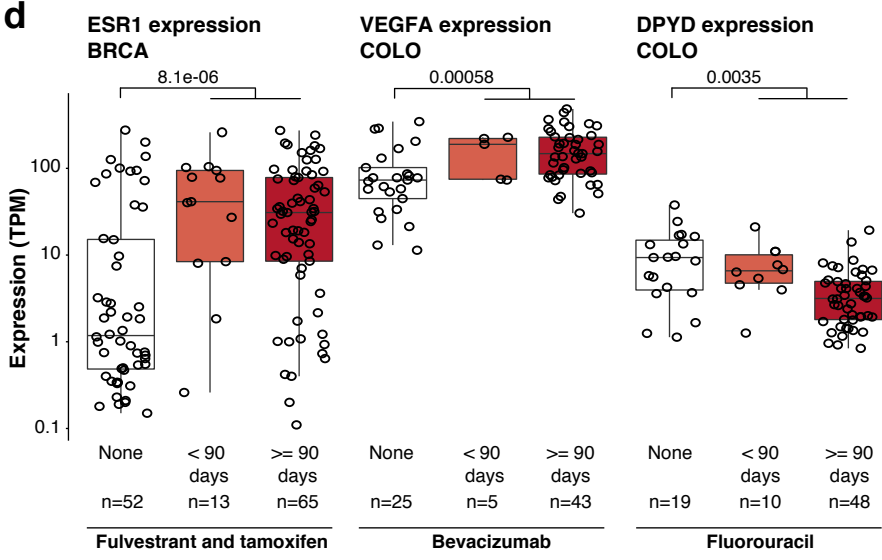 d
ESR1 expression
BRCA
VEGFA expression
COLO
DPYD expression
COLO
8.1e-06
0.00058
0.0035
Expression (TPM)
100
10
1
0.1
None
< 90
days
>= 90
days
None
< 90
days
>= 90
days
None
< 90
days
>= 90
days
n=52
n=13
n=65
n=25
n=5
n=43
n=19
n=10
n=48
Fulvestrant and tamoxifen
Bevacizumab
Fluorouracil